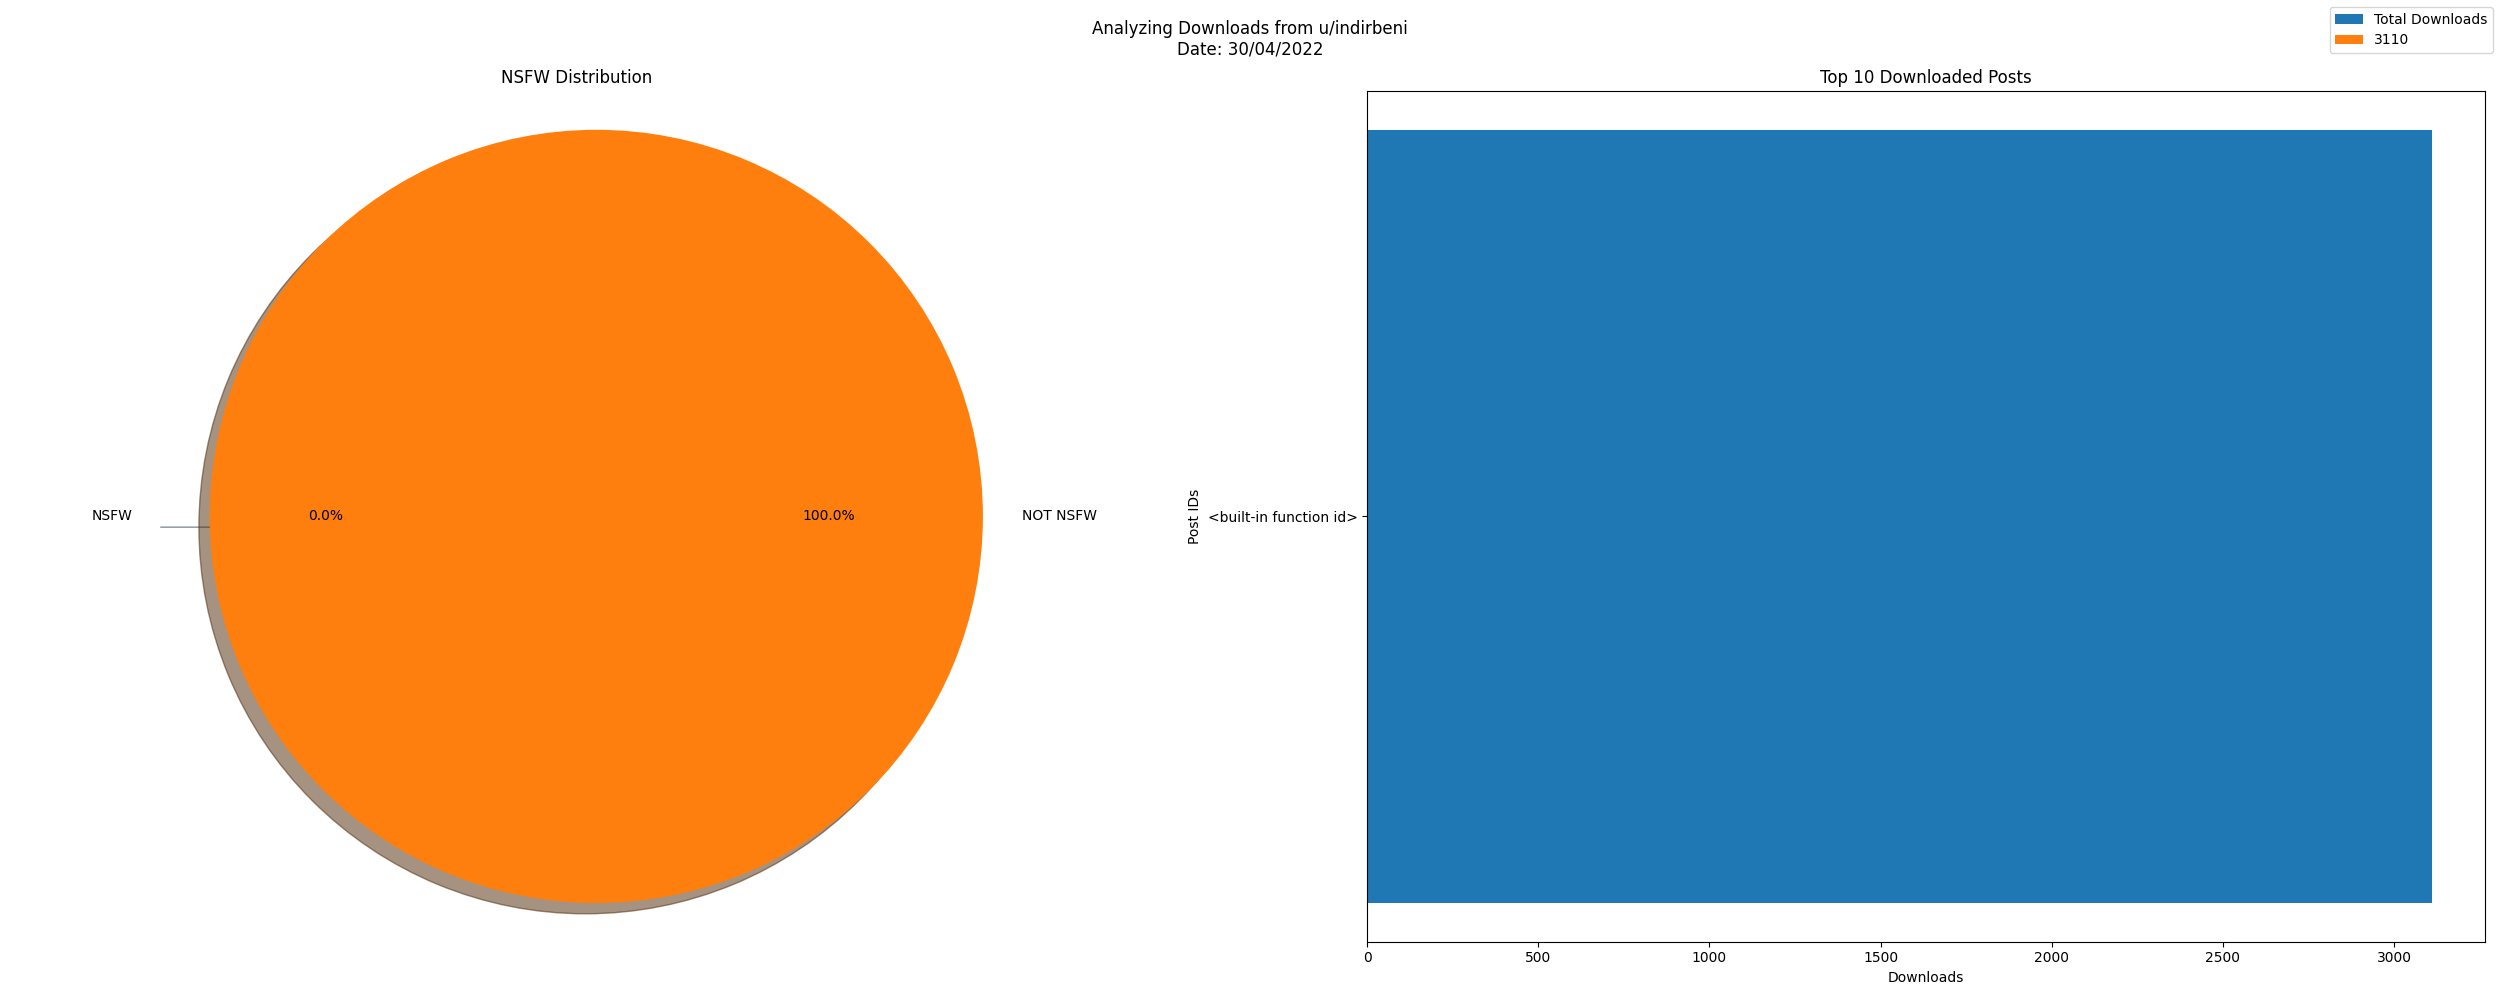 Analyzing Downloads from u/indirbeni
Date: 30/04/2022
Total Downloads
3110
NSFW Distribution
NSFW
0.0%
100.0%
NOT NSFW
Top 10 Downloaded Posts
Post IDs
<built-in function id>
0 500 1000 1500 2000 2500 3000
Downloads